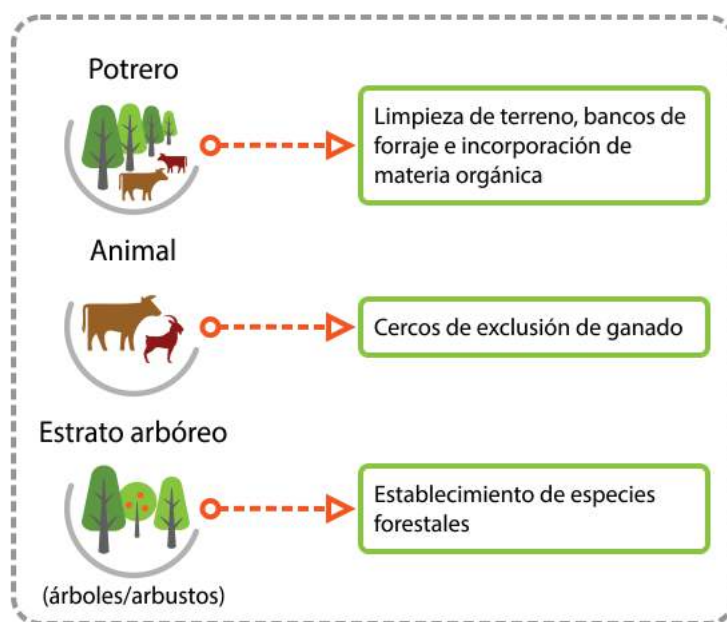 Potrero
Limpieza de terreno, bancos de
forraje e incorporación de
materia orgánica
Animal
Cercos de exclusión de ganado
Estrato arbóreo
Establecimiento de especies
forestales
(árboles/arbustos)